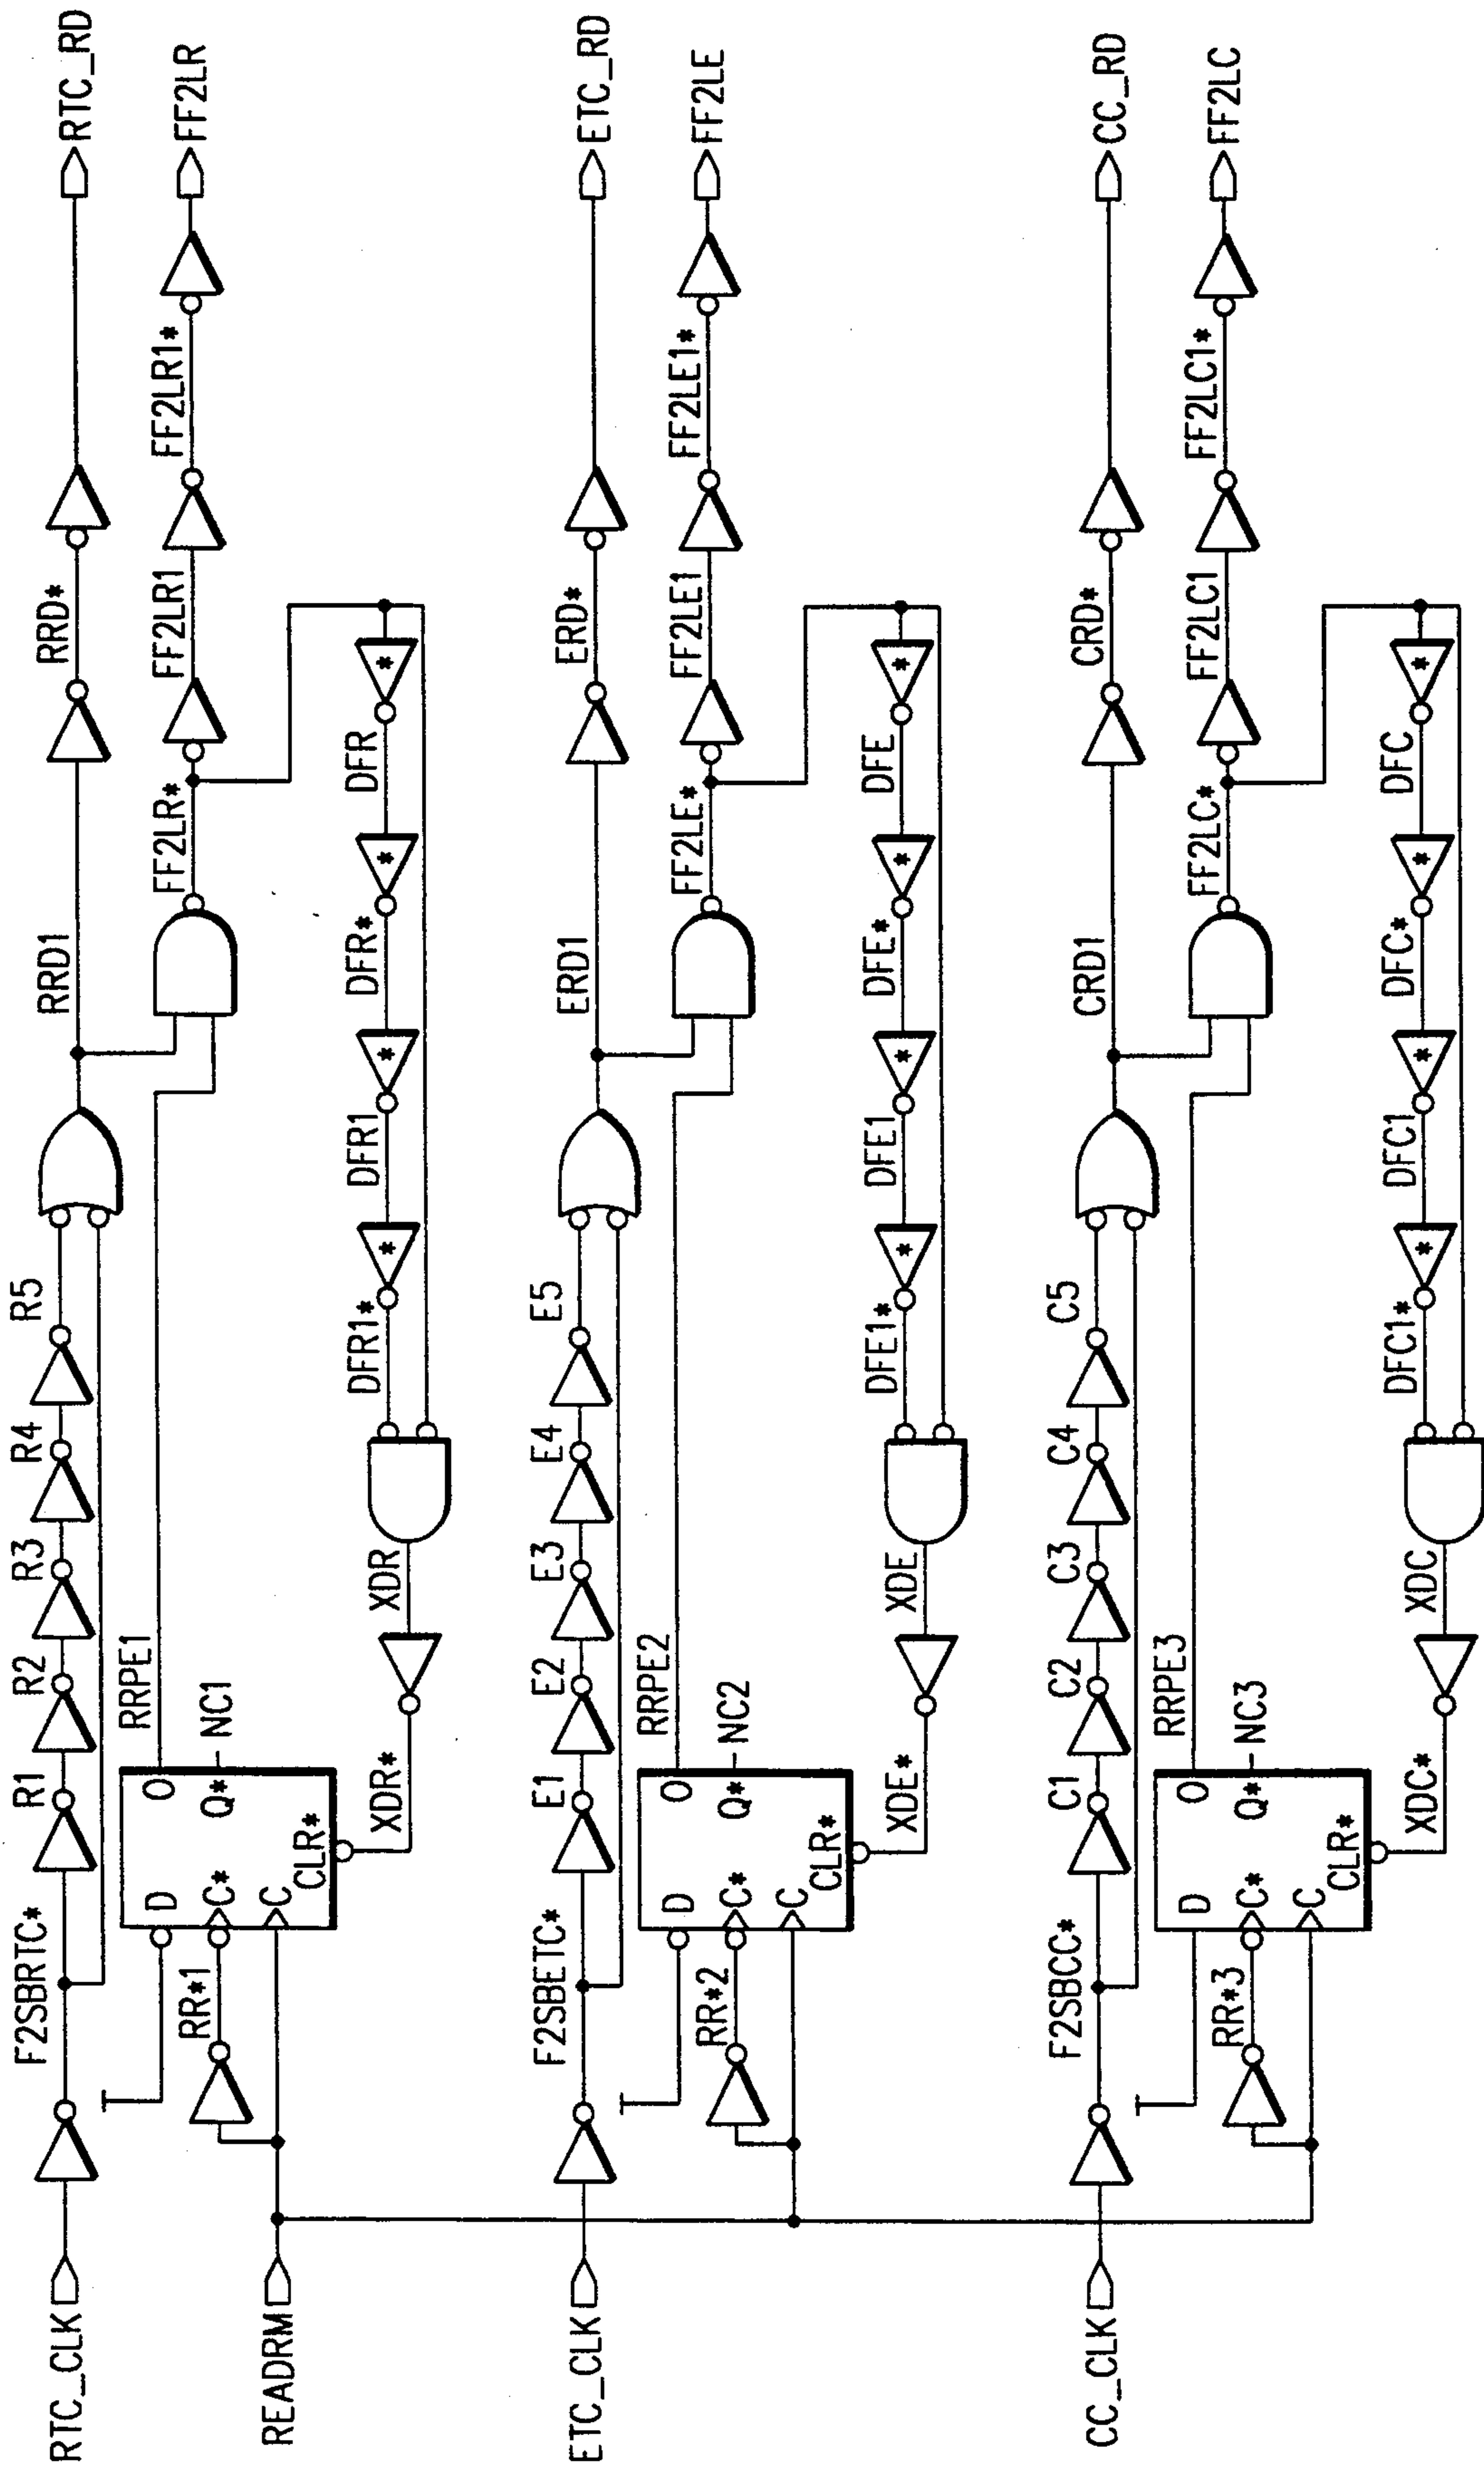 RTC_CLK
F2SBRTC*
R1
R2
R3
R4
R5
RRD1
RRD*
RTC_RD
READRM
RR*1
D
C*
C
O
Q*
CLR*
NC1
RRPE1
FF2LR*
FF2LR1
FF2LR1*
FF2LR
XDR*
XDR
DFR1*
*
DFR1
*
DFR*
*
DFR
*
ETC_CLK
F2SBETC*
E1
E2
E3
E4
E5
ERD1
ERD*
ETC_RD
RR*2
D
C*
C
O
Q*
CLR*
NC2
RRPE2
FF2LE*
FF2LE1
FF2LE1*
FF2LE
XDE*
XDE
DFE1*
*
DFE1
*
DFE*
*
DFE
*
CC_CLK
F2SBCC*
C1
C2
C3
C4
C5
CRD1
CRD*
CC_RD
RR*3
D
C*
C
O
Q*
CLR*
NC3
RRPE3
FF2LC*
FF2LC1
FF2LC1*
FF2LC
XDC*
XDC
DFC1*
*
DFC1
*
DFC*
*
DFC
*